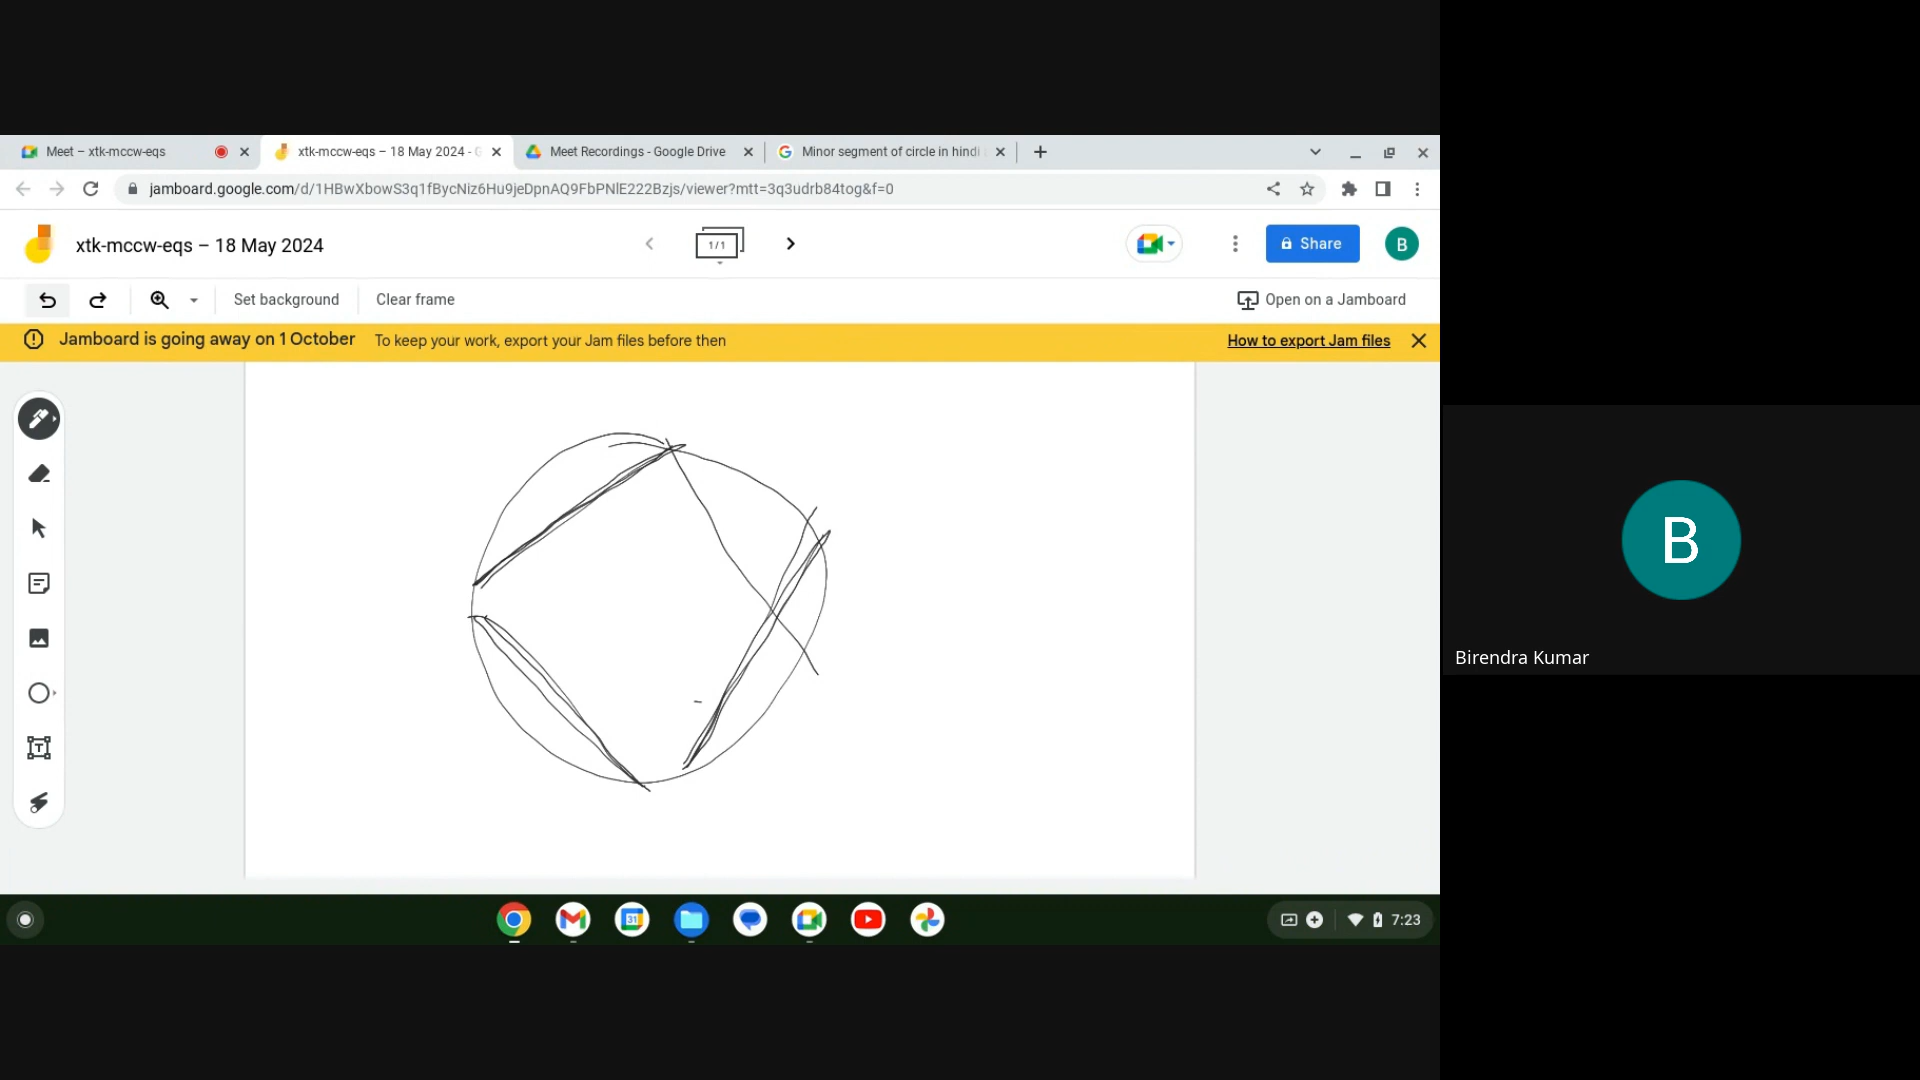 Meet – xtk-mccw-eqs
xtk-mccw-eqs – 18 May 2024 - G
Meet Recordings - Google Drive
Minor segment of circle in hindi
jamboard.google.com/d/1HBwXbowS3q1fBycNiz6Hu9jeDpnAQ9FbPNlE222Bzjs/viewer?mtt=3q3udrb84tog&f=0
xtk-mccw-eqs – 18 May 2024
1/1
Share
B
Set background
Clear frame
Open on a Jamboard
Jamboard is going away on 1 October
To keep your work, export your Jam files before then
How to export Jam files
T
B
Birendra Kumar
31
7:23